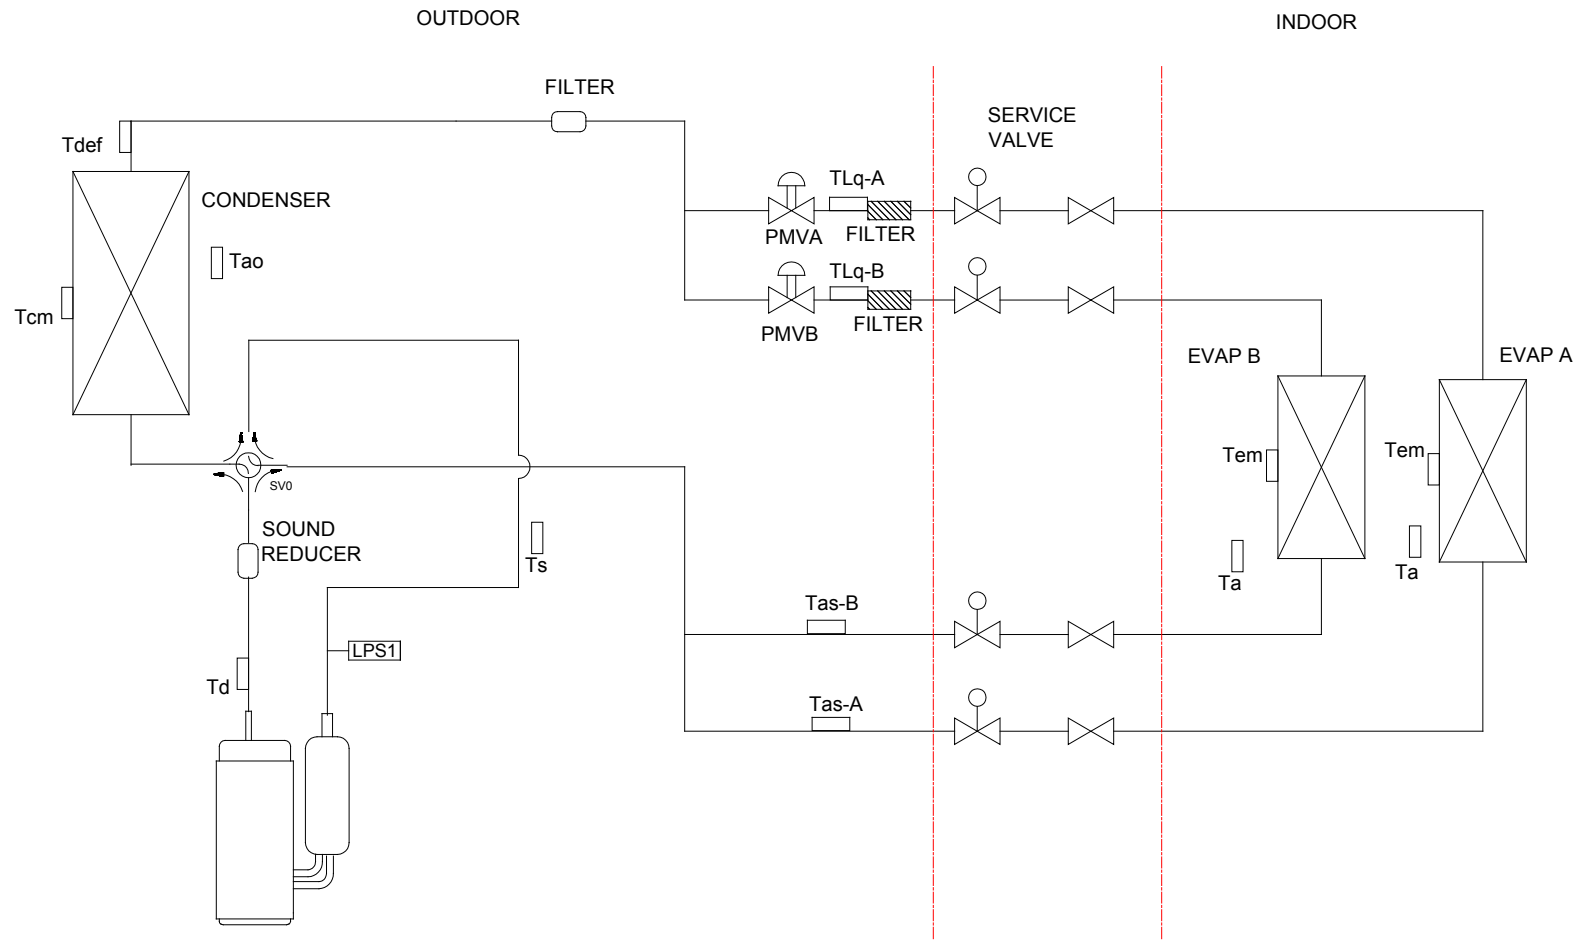 OUTDOOR
INDOOR
FILTER
SERVICE
VALVE
Tdef
CONDENSER
TLq-A
PMVA
FILTER
Tao
TLq-B
Tcm
PMVB
FILTER
EVAP B
EVAP A
Tem
Tem
SV0
SOUND
REDUCER
Ts
Ta
Ta
Tas-B
LPS1
Td
Tas-A